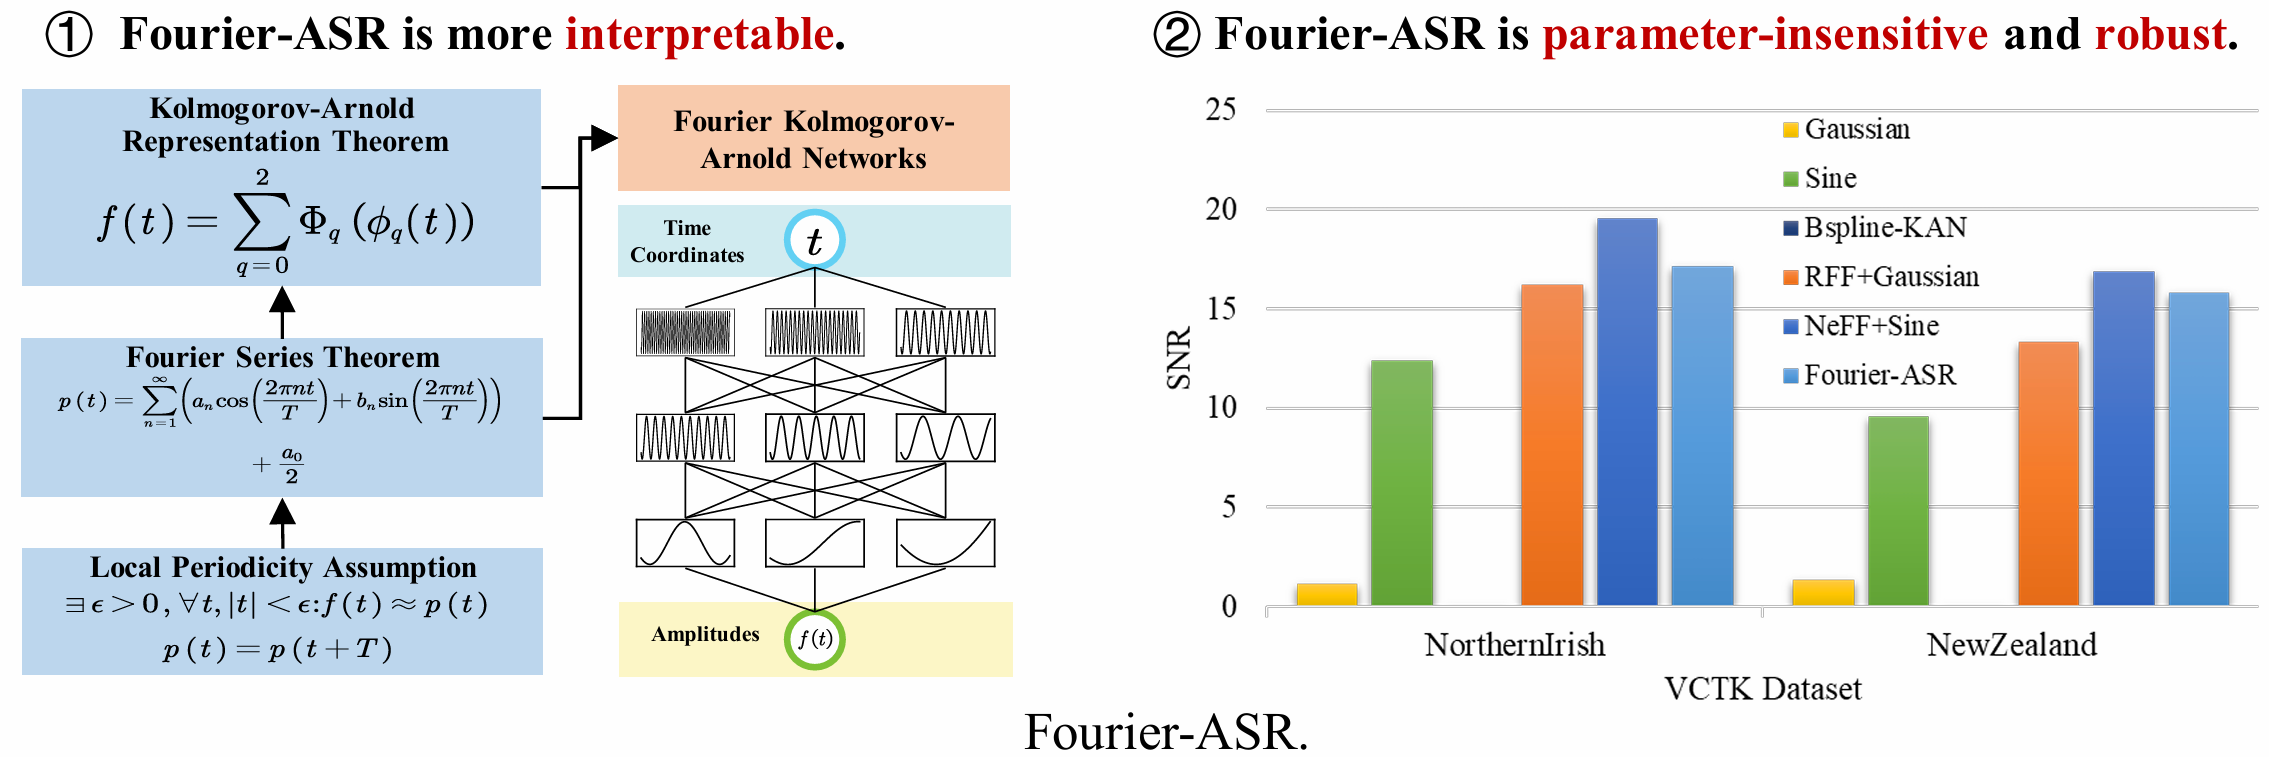 ① Fourier-ASR is more interpretable.
Kolmogorov-Arnold
Representation Theorem
f(t) = ∑_{q=0}^{2} Φ_q (ϕ_q(t))
Fourier Series Theorem
p(t) = ∑_{n=1}^{∞} (a_n cos(2πnt/T) + b_n sin(2πnt/T))
+ a_0/2
Local Periodicity Assumption
∃ϵ>0, ∀t, |t|<ϵ: f(t) ≈ p(t)
p(t) = p(t+T)
Fourier Kolmogorov-
Arnold Networks
Time
Coordinates
t
Amplitudes
f(t)
② Fourier-ASR is parameter-insensitive and robust.
SNR
25
20
15
10
5
0
Gaussian
Sine
Bspline-KAN
RFF+Gaussian
NeFF+Sine
Fourier-ASR
NorthernIrish
NewZealand
VCTK Dataset
Fourier-ASR.